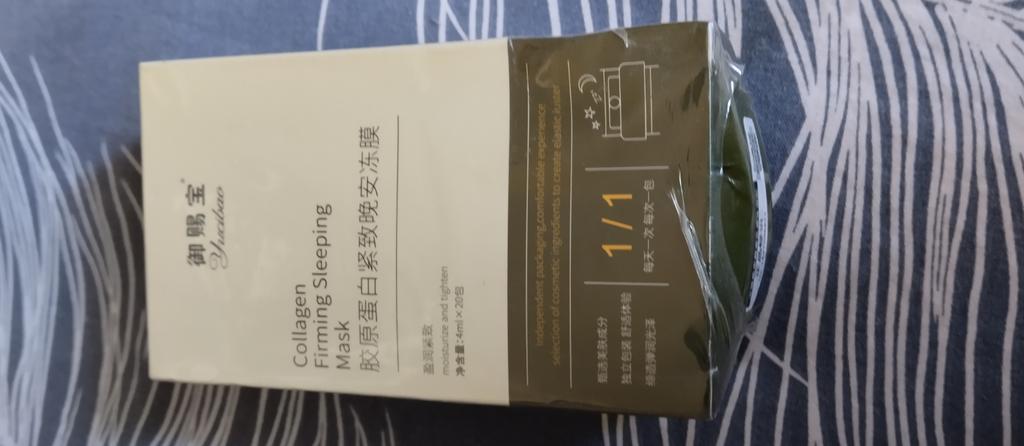 御赐宝
Yucibao
Collagen
Firming Sleeping
Mask
胶原蛋白紧致晚安冻膜
盈润紧致
moisturize and tighten
净含量:4ml×20包
Independent packaging,comfortable experience
selection of cosmetic ingredients to create elastic luster
甄选美肤成分
独立包装 舒适体验
缔造弹润光泽
1/1
每天一次 每次一包